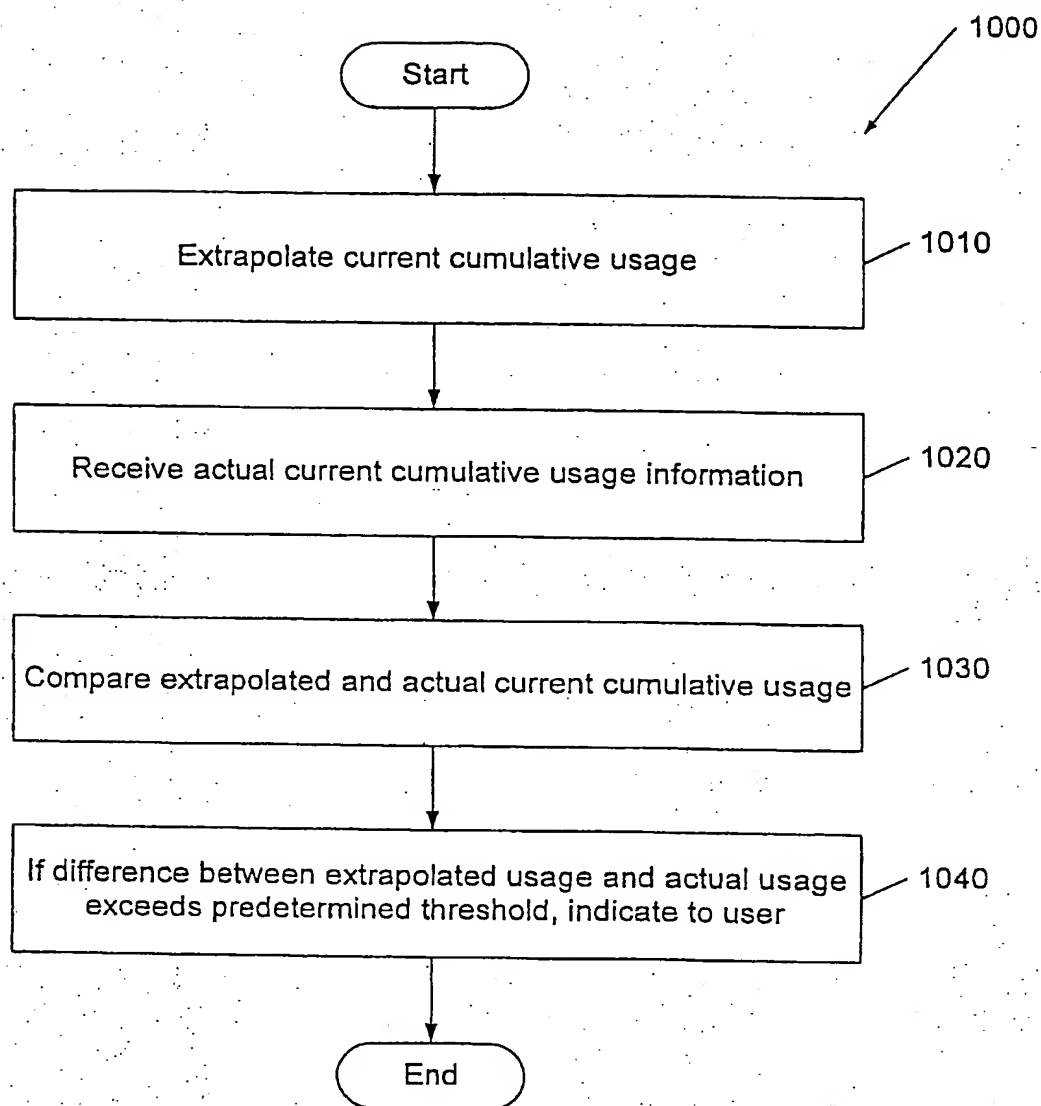 1000
Start
Extrapolate current cumulative usage
1010
Receive actual current cumulative usage information
1020
Compare extrapolated and actual current cumulative usage
1030
If difference between extrapolated usage and actual usage
exceeds predetermined threshold, indicate to user
1040
End